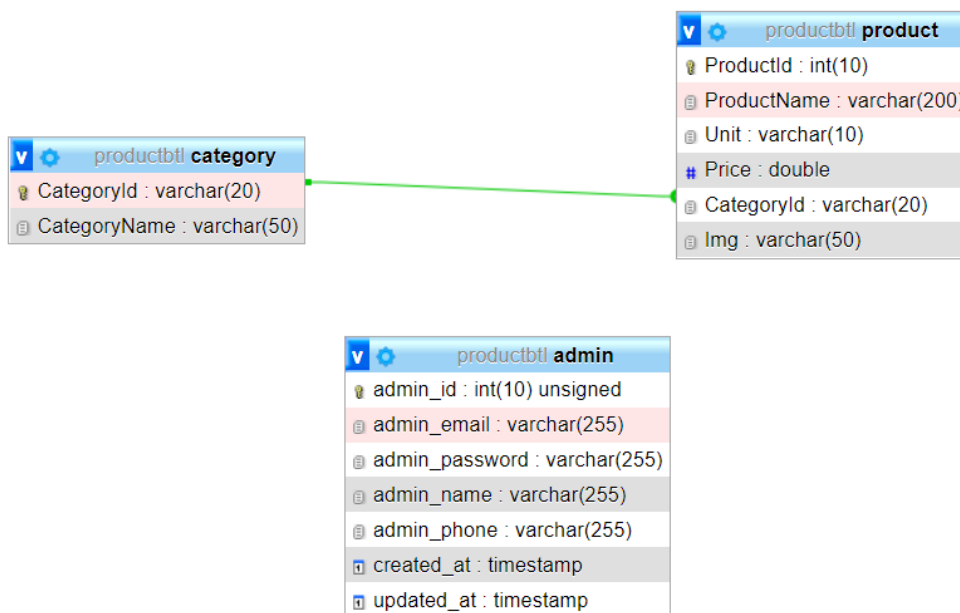 v productbtl product
ProductId : int(10)
ProductName : varchar(200)
Unit : varchar(10)
# Price : double
CategoryId : varchar(20)
Img : varchar(50)
v productbtl category
CategoryId : varchar(20)
CategoryName : varchar(50)
v productbtl admin
admin_id : int(10) unsigned
admin_email : varchar(255)
admin_password : varchar(255)
admin_name : varchar(255)
admin_phone : varchar(255)
created_at : timestamp
updated_at : timestamp